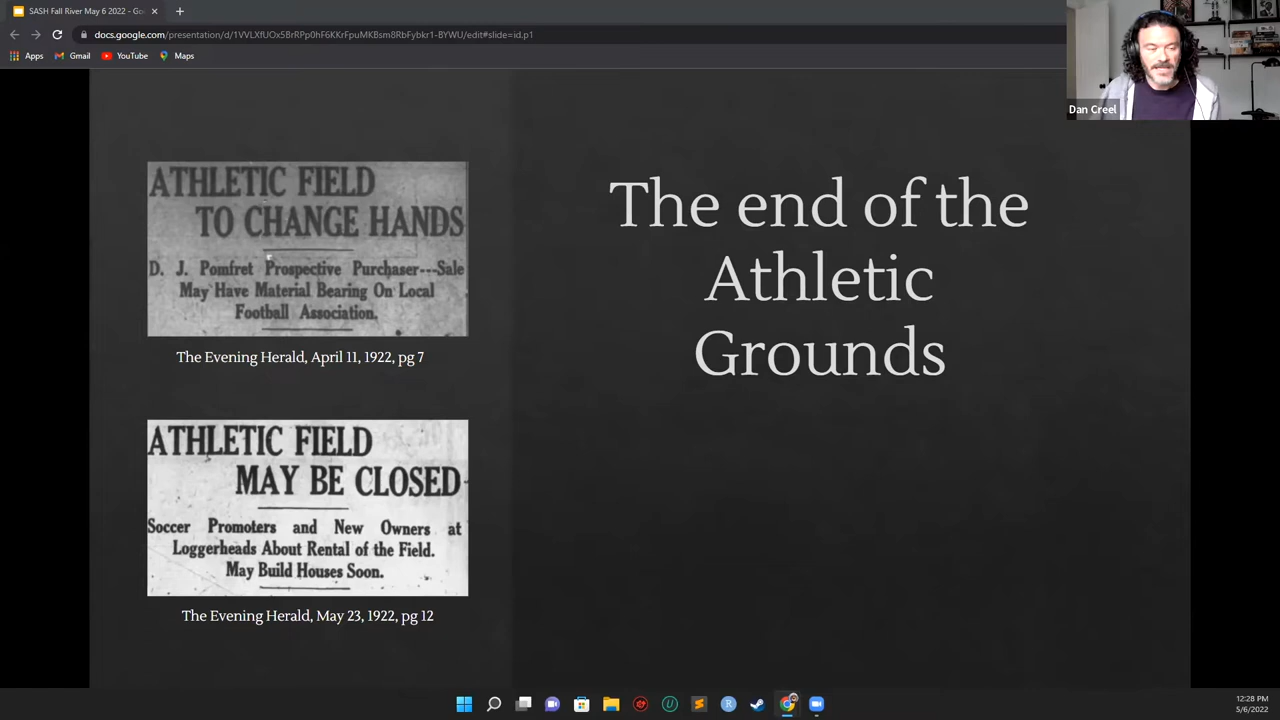 SASH Fall River May 6 2022 - Go
docs.google.com/presentation/d/1VVLXfUOx5BrRPp0hF6KKrFpuMKBsm8RbFybkr1-BYWU/edit#slide=id.p1
Apps
Gmail
YouTube
Maps
Dan Creel
ATHLETIC FIELD
TO CHANGE HANDS
D. J. Pomfret Prospective Purchaser---Sale
May Have Material Bearing On Local
Football Association.
The Evening Herald, April 11, 1922, pg 7
ATHLETIC FIELD
MAY BE CLOSED
Soccer Promoters and New Owners at
Loggerheads About Rental of the Field.
May Build Houses Soon.
The Evening Herald, May 23, 1922, pg 12
The end of the
Athletic
Grounds
12:28 PM
5/6/2022